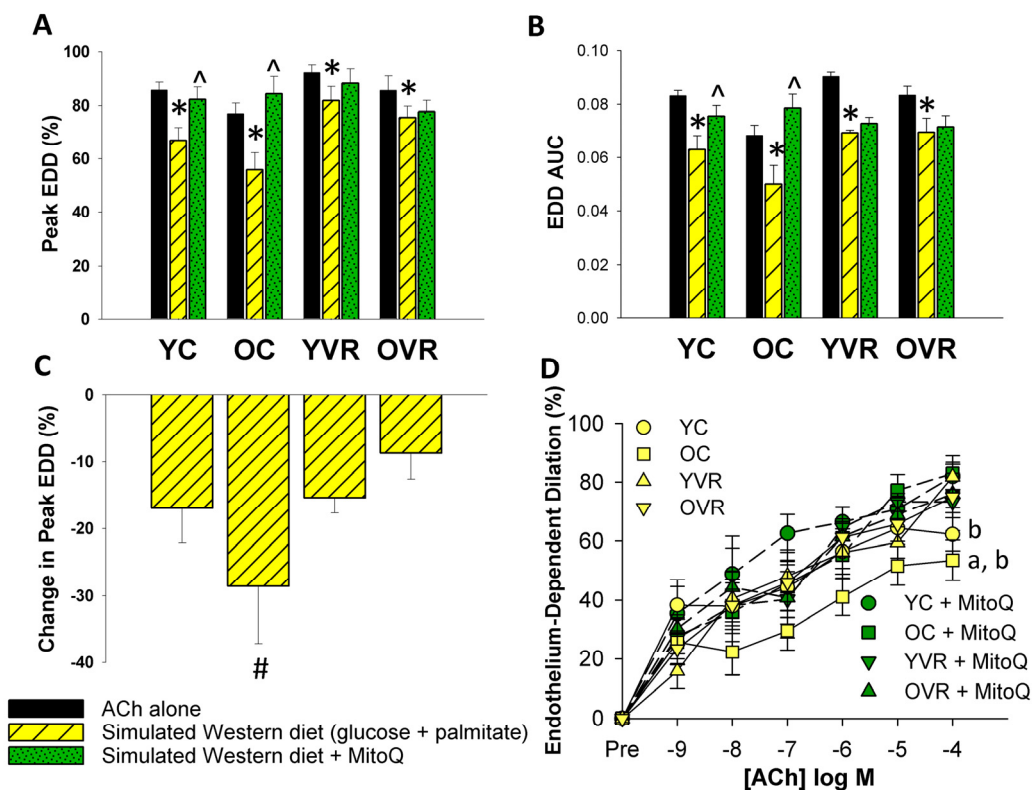 A
Peak EDD (%)
100
80
60
40
20
0
* ^ * ^ * *
YC OC YVR OVR
B
EDD AUC
0.10
0.08
0.06
0.04
0.02
0.00
* ^ * ^ * *
YC OC YVR OVR
C
Change in Peak EDD (%)
0
-10
-20
-30
-40
#
ACh alone
Simulated Western diet (glucose + palmitate)
Simulated Western diet + MitoQ
D
Endothelium-Dependent Dilation (%)
100
80
60
40
20
0
YC
OC
YVR
OVR
b
a, b
YC + MitoQ
OC + MitoQ
YVR + MitoQ
OVR + MitoQ
Pre -9 -8 -7 -6 -5 -4
[ACh] log M